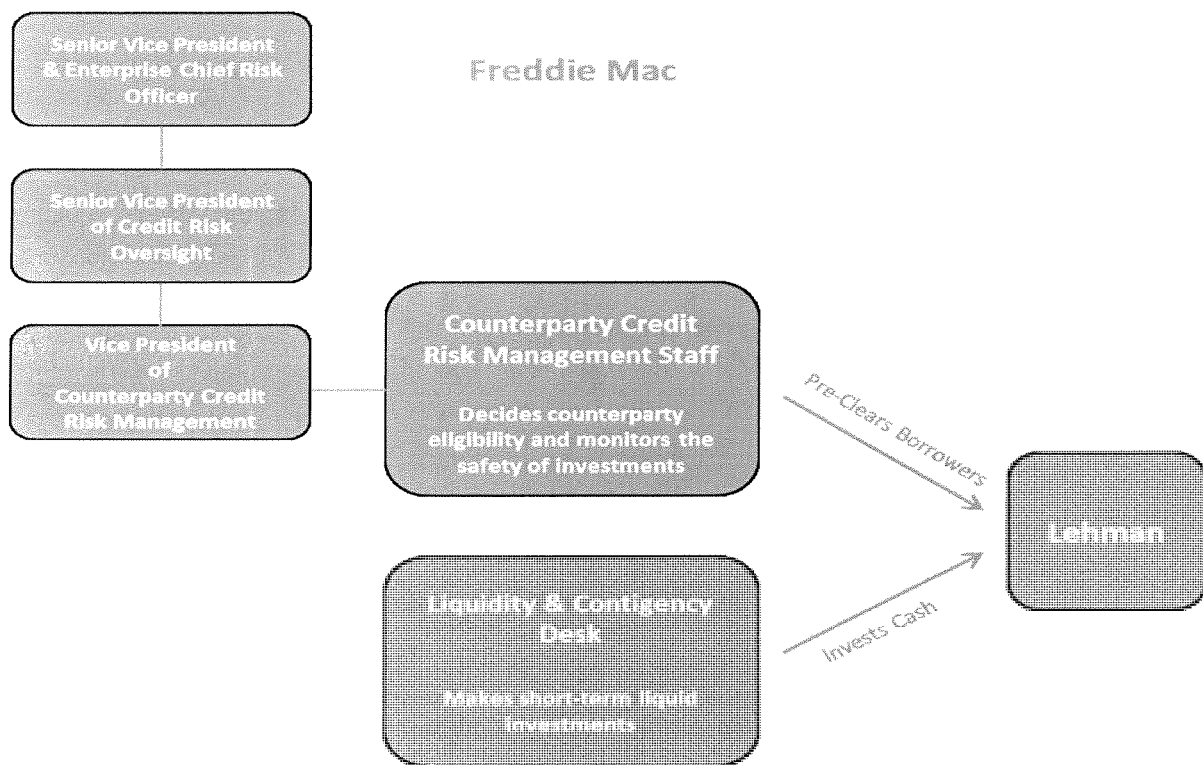 Senior Vice President
& Enterprise Chief Risk
Officer
Freddie Mac
Senior Vice President
of Credit Risk
Oversight
Vice President
of
Counterparty Credit
Risk Management
Counterparty Credit
Risk Management Staff
Decides counterparty
eligibility and monitors the
safety of investments
Pre-Clears Borrowers
Lehman
Liquidity & Contigency
Desk
Makes short-term liquid
investments
Invests Cash